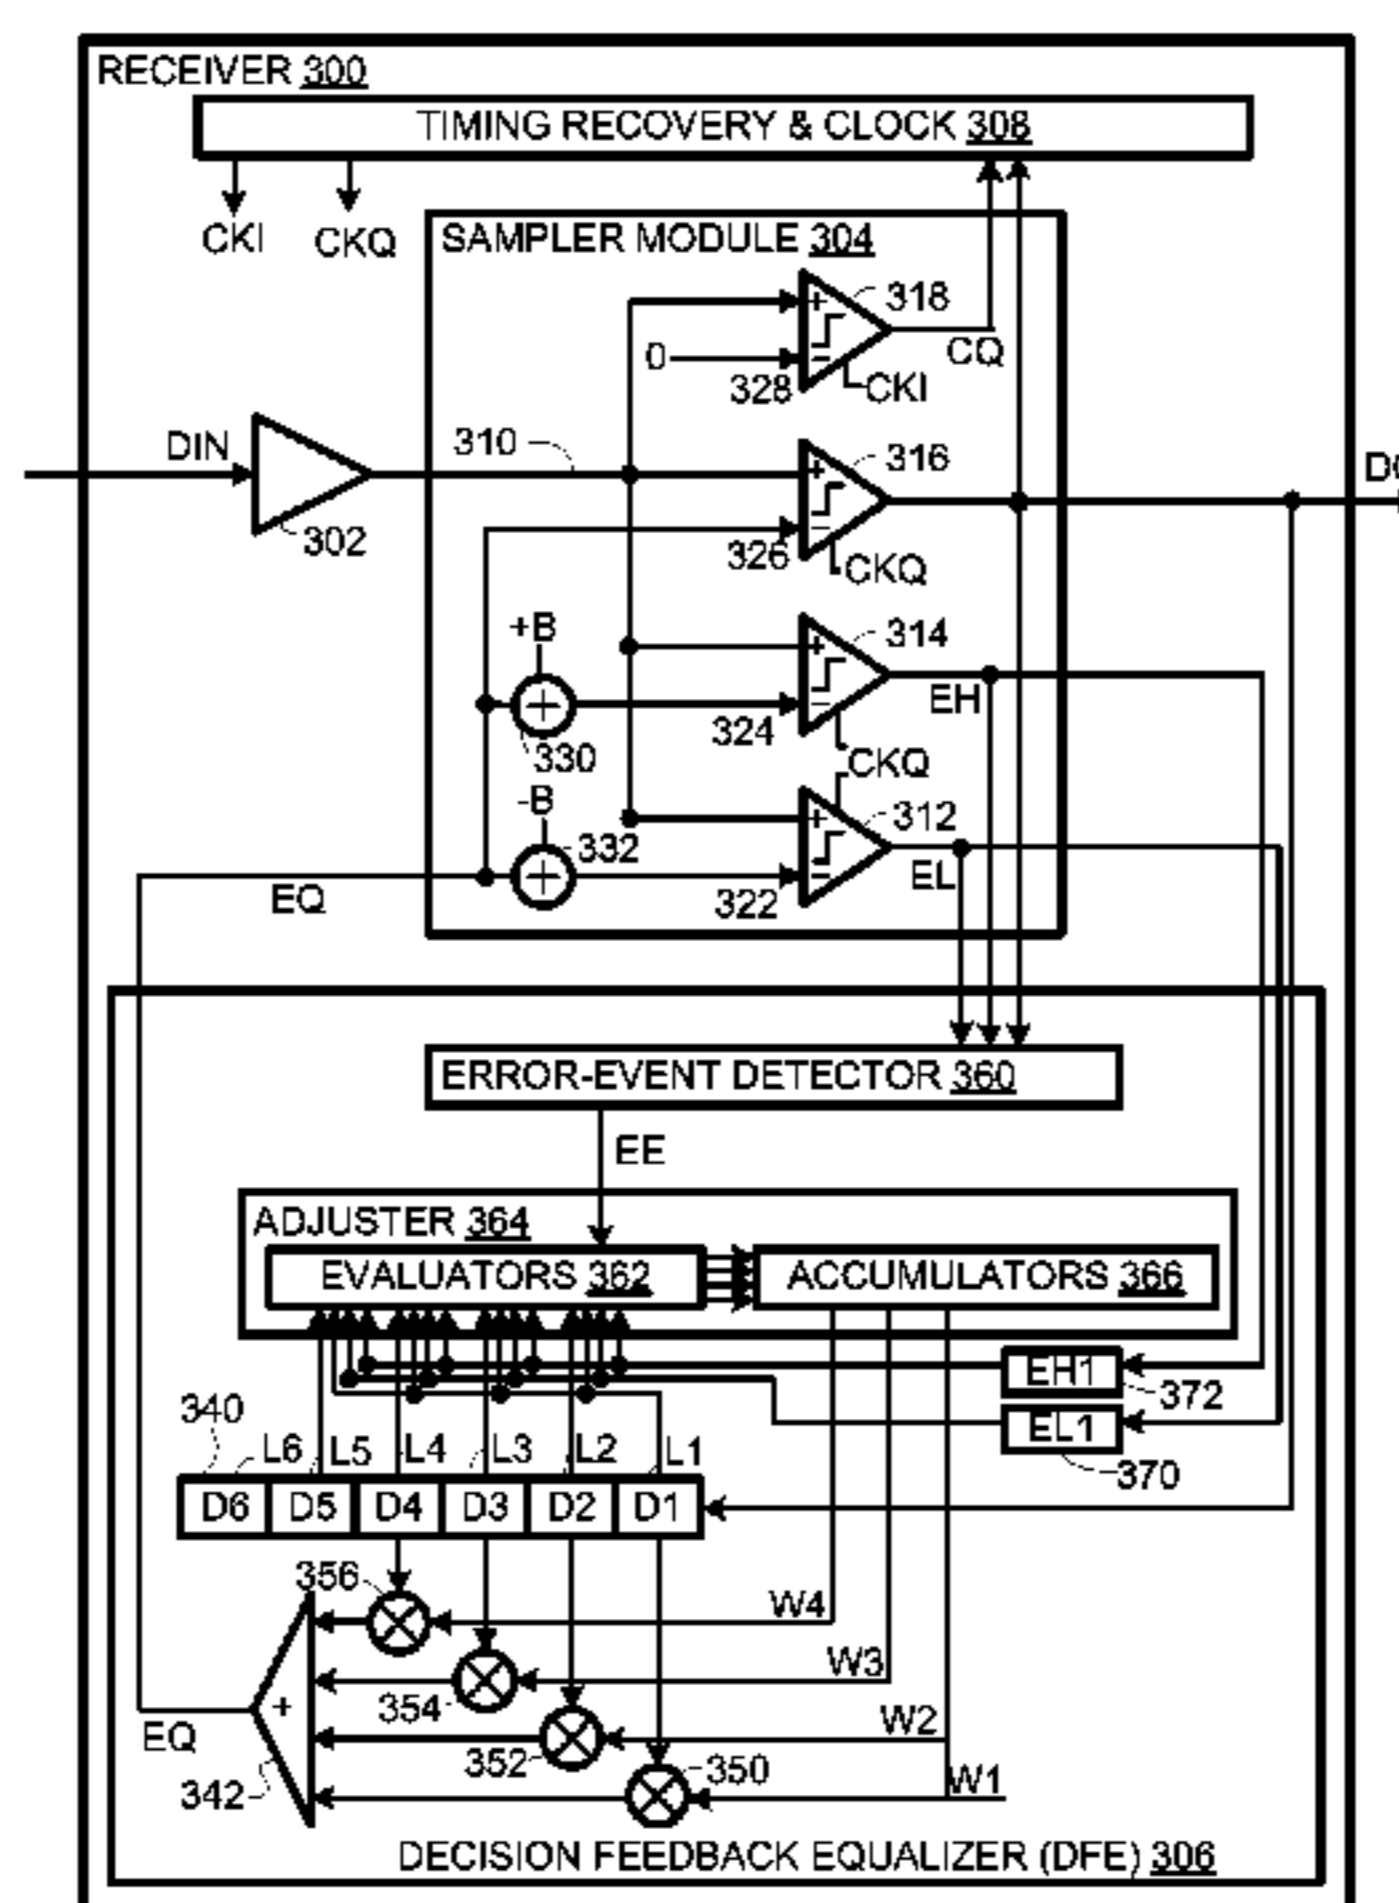 RECEIVER 300
TIMING RECOVERY & CLOCK 308
CKI
CKQ
SAMPLER MODULE 304
+
318
0
-
328
CQ
CKI
DIN
310
+
316
302
-
326
CKQ
+B
+
314
EH
+
-
324
330
CKQ
-B
332
+
312
+
-
EL
322
EQ
ERROR-EVENT DETECTOR 360
EE
ADJUSTER 364
EVALUATORS 362
ACCUMULATORS 366
EH1
372
EL1
370
340
L6
L5
L4
L3
L2
L1
D6
D5
D4
D3
D2
D1
356
W4
W3
354
+
W2
EQ
352
350
W1
342
DECISION FEEDBACK EQUALIZER (DFE) 306